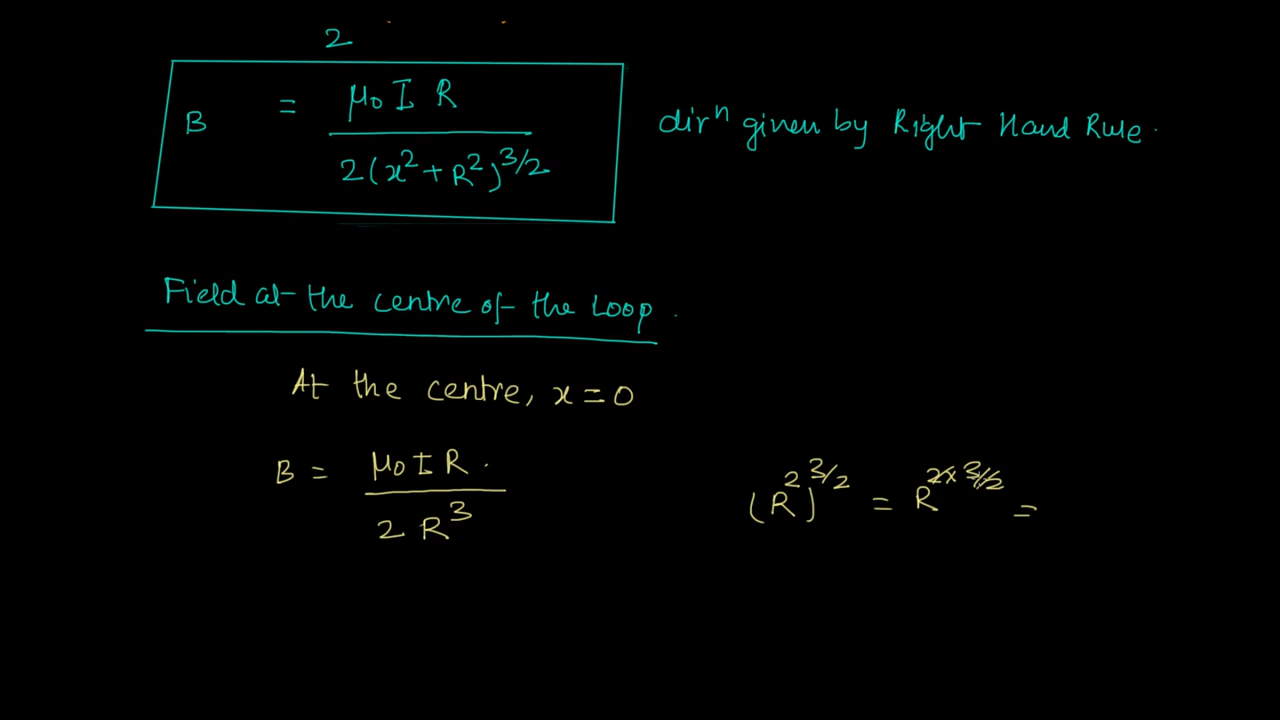 2
B = μ₀ I R / 2(x² + R²)^3/2 dirⁿ given by Right Hand Rule.
Field at the centre of the Loop.
At the centre, x = 0
B = μ₀ I R . / 2 R³ (R²)^3/2 = R^2×3/2 =